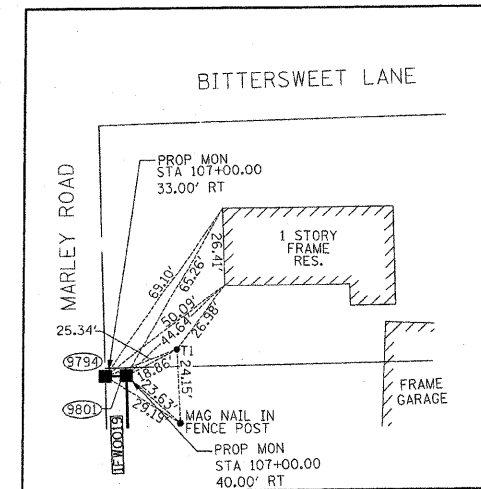 BITTERSWEET LANE
MARLEY ROAD
PROP MON
STA 107+00.00
33.00' RT
1 STORY
FRAME
RES.
26.41'
69.10'
65.26'
50.09'
44.64'
26.98'
25.34'
18.86'
T1
24.15'
9794
9801
23.63'
29.19'
1FW0019
MAG NAIL IN
FENCE POST
FRAME
GARAGE
PROP MON
STA 107+00.00
40.00' RT